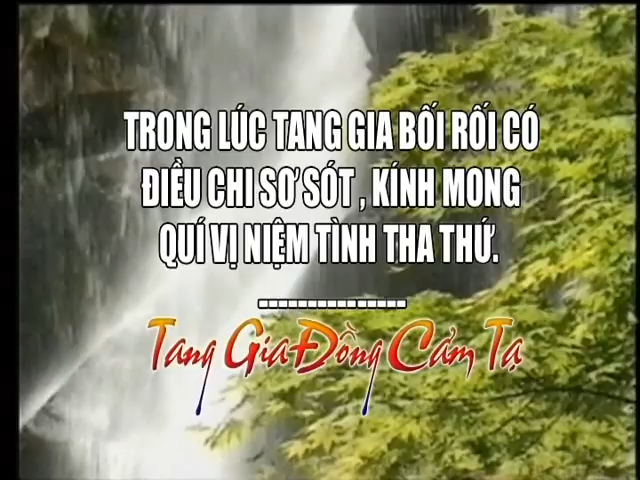 TRONG LÚC TANG GIA BỐI RỐI CÓ
ĐIỀU CHI SƠ SÓT , KÍNH MONG
QUÍ VỊ NIỆM TÌNH THA THỨ.
---------------
Tang Gia Đồng Cảm Tạ